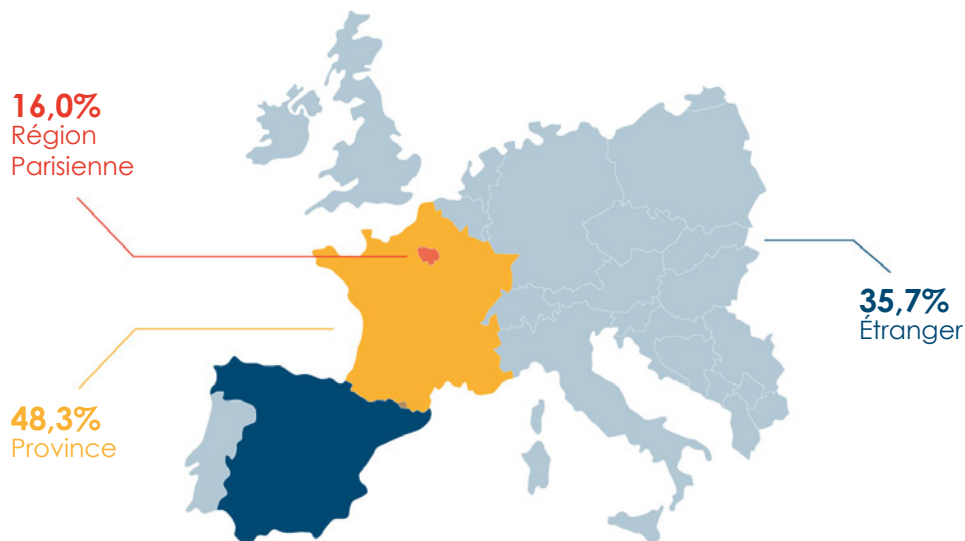 16,0%
Région
Parisienne
35,7%
Étranger
48,3%
Province